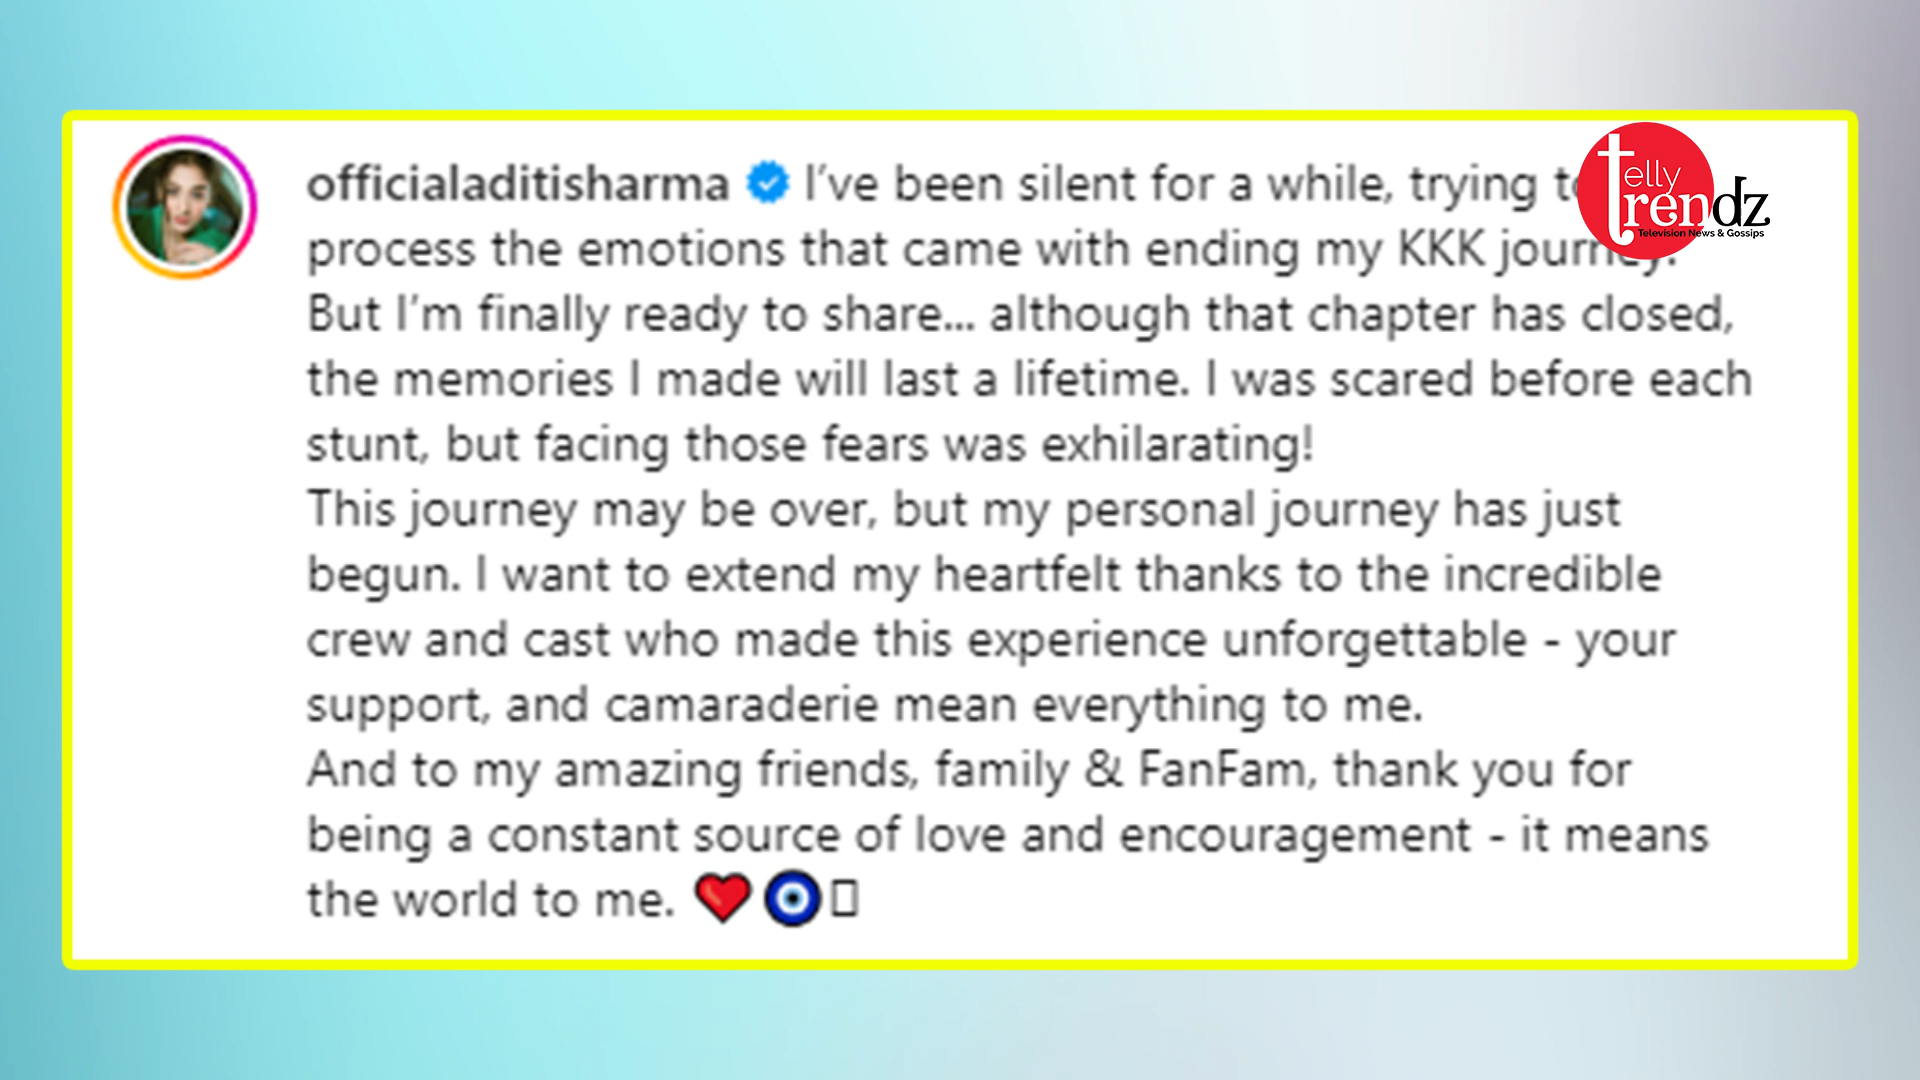 officialaditisharma I’ve been silent for a while, trying to
process the emotions that came with ending my KKK journey.
But I’m finally ready to share... although that chapter has closed,
the memories I made will last a lifetime. I was scared before each
stunt, but facing those fears was exhilarating!
This journey may be over, but my personal journey has just
begun. I want to extend my heartfelt thanks to the incredible
crew and cast who made this experience unforgettable - your
support, and camaraderie mean everything to me.
And to my amazing friends, family & FanFam, thank you for
being a constant source of love and encouragement - it means
the world to me. ❤️🧿
telly
trendz
Television News & Gossips